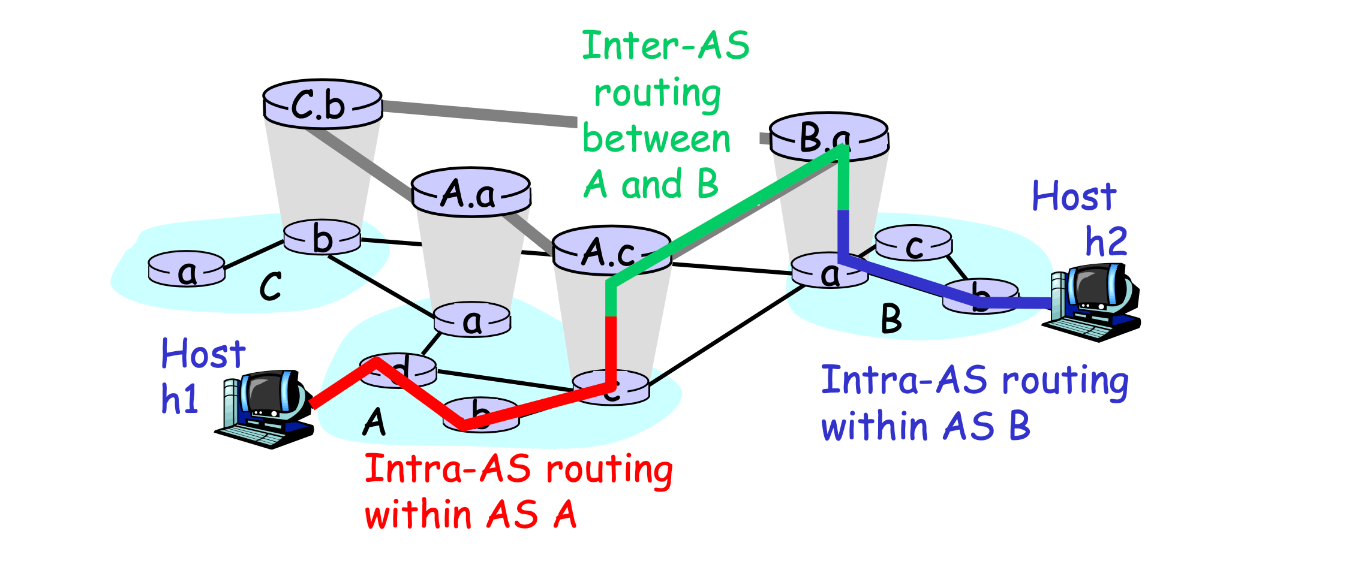 Inter-AS
routing
between
A and B
C.b
B.a
A.a
Host
h2
A.c
b
c
a
C
a
a
b
B
Host
h1
d
c
b
A
Intra-AS routing
within AS B
Intra-AS routing
within AS A